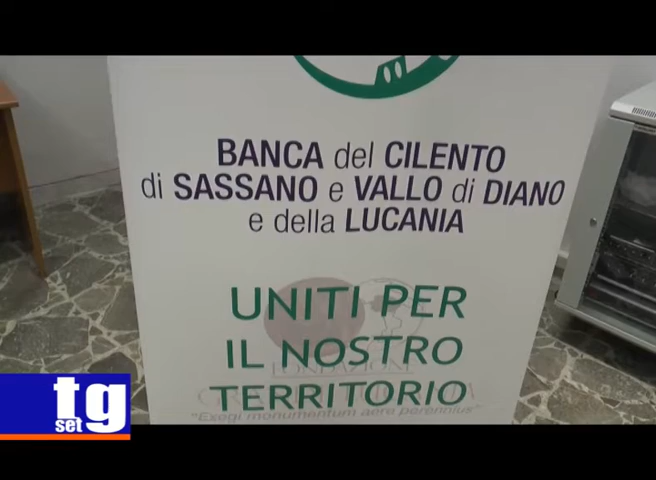 BANCA del CILENTO
di SASSANO e VALLO di DIANO
e della LUCANIA
UNITI PER
IL NOSTRO
FONDAZIONE
TERRITORIO
"Exegi monumentum aere perennius"
tg
set